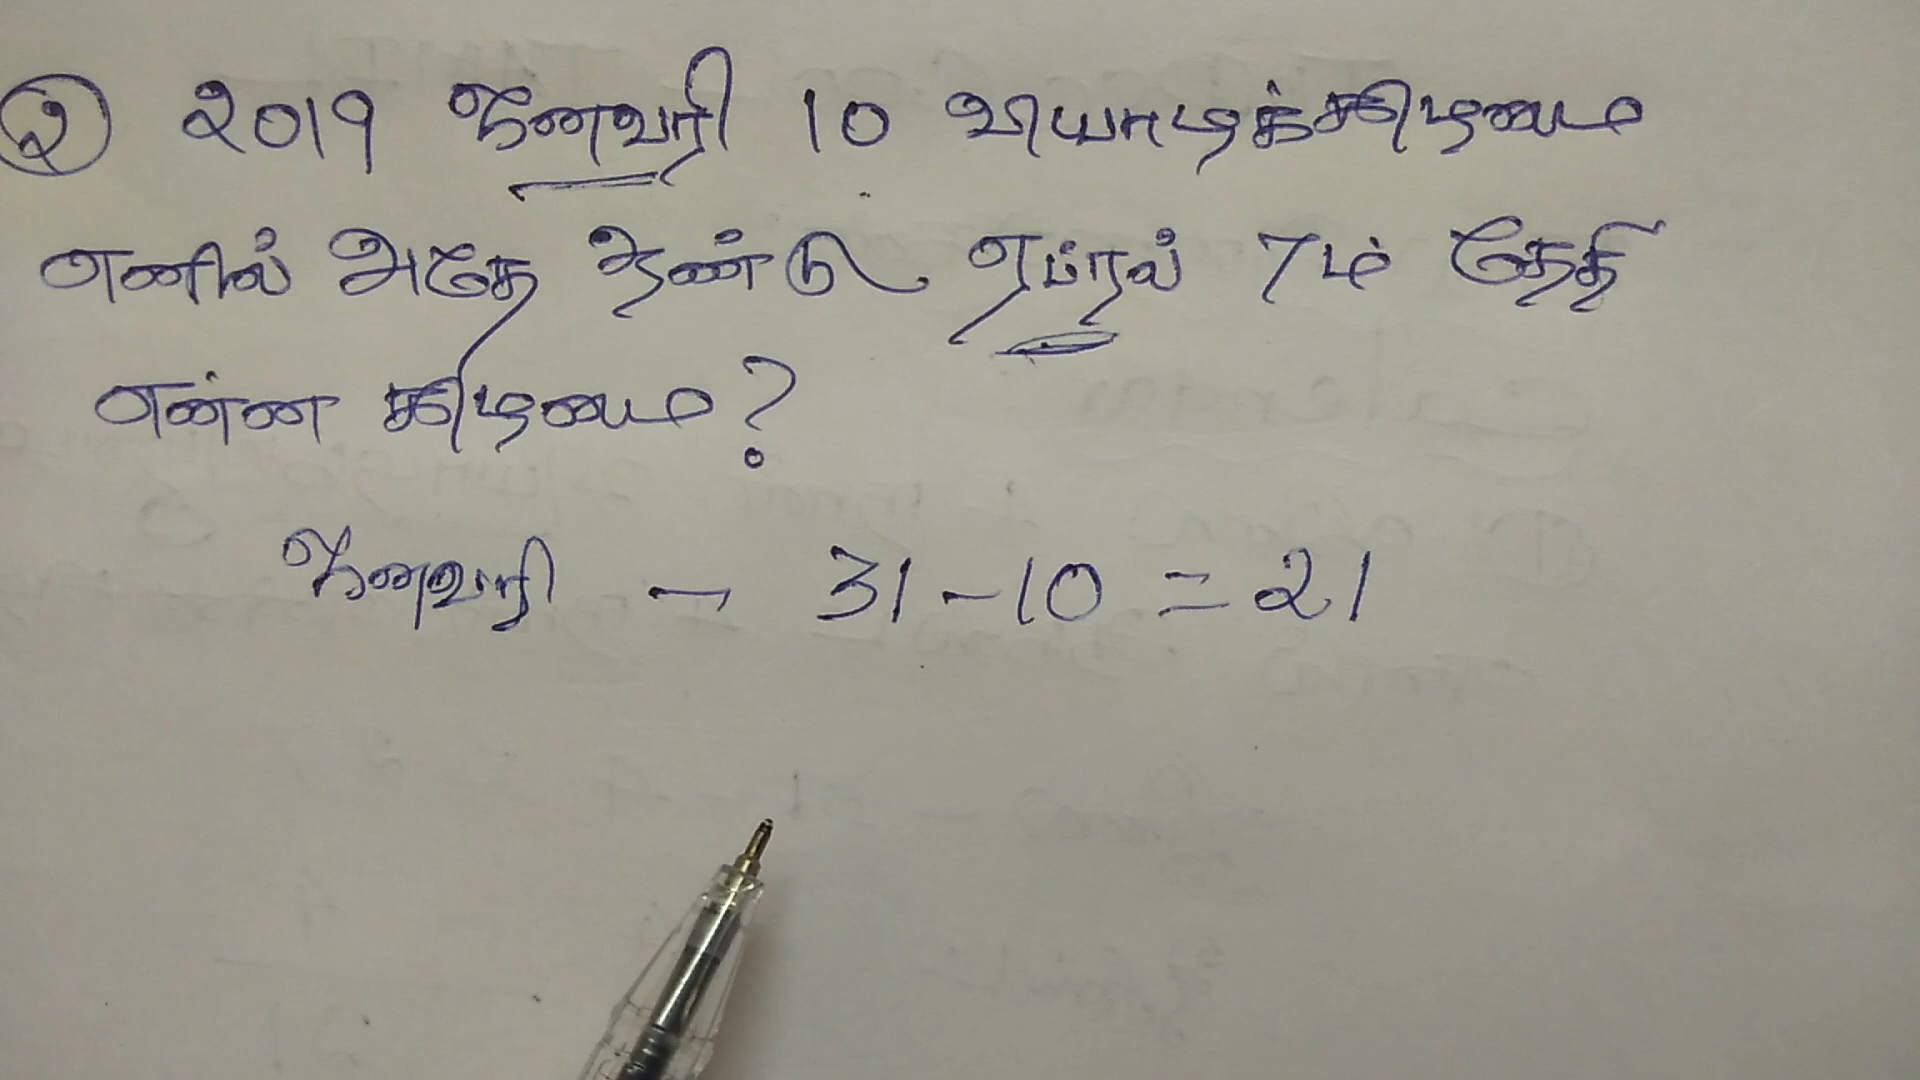 ② 2019 ஜனவரி 10 வியாழக்கிழமை
எனில் அதே ஆண்டு ஏப்ரல் 7ம் தேதி
என்ன கிழமை?
ஜனவரி - 31 - 10 = 21